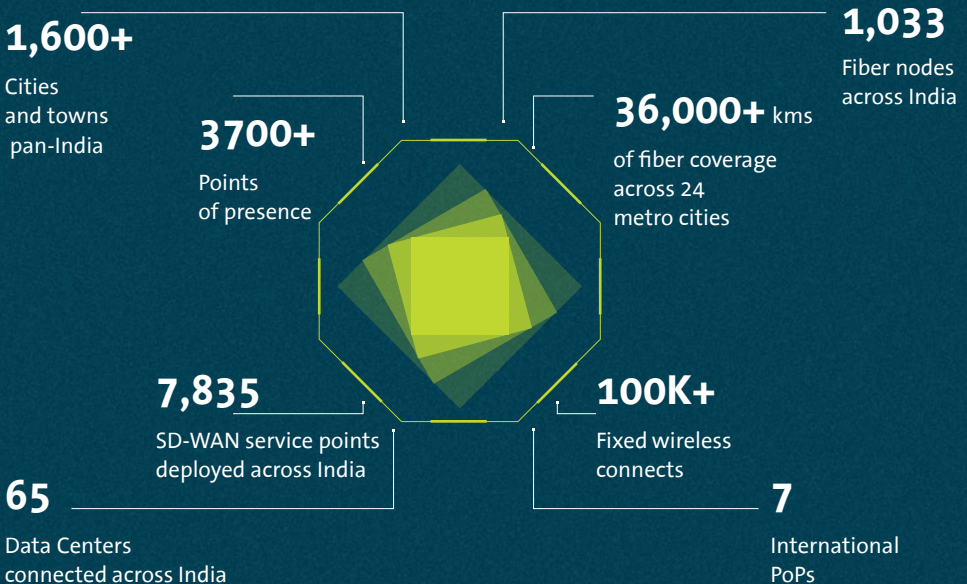 1,600+
Cities
and towns
pan-India
3700+
Points
of presence
1,033
Fiber nodes
across India
36,000+ kms
of fiber coverage
across 24
metro cities
7,835
SD-WAN service points
deployed across India
100K+
Fixed wireless
connects
65
Data Centers
connected across India
7
International
PoPs